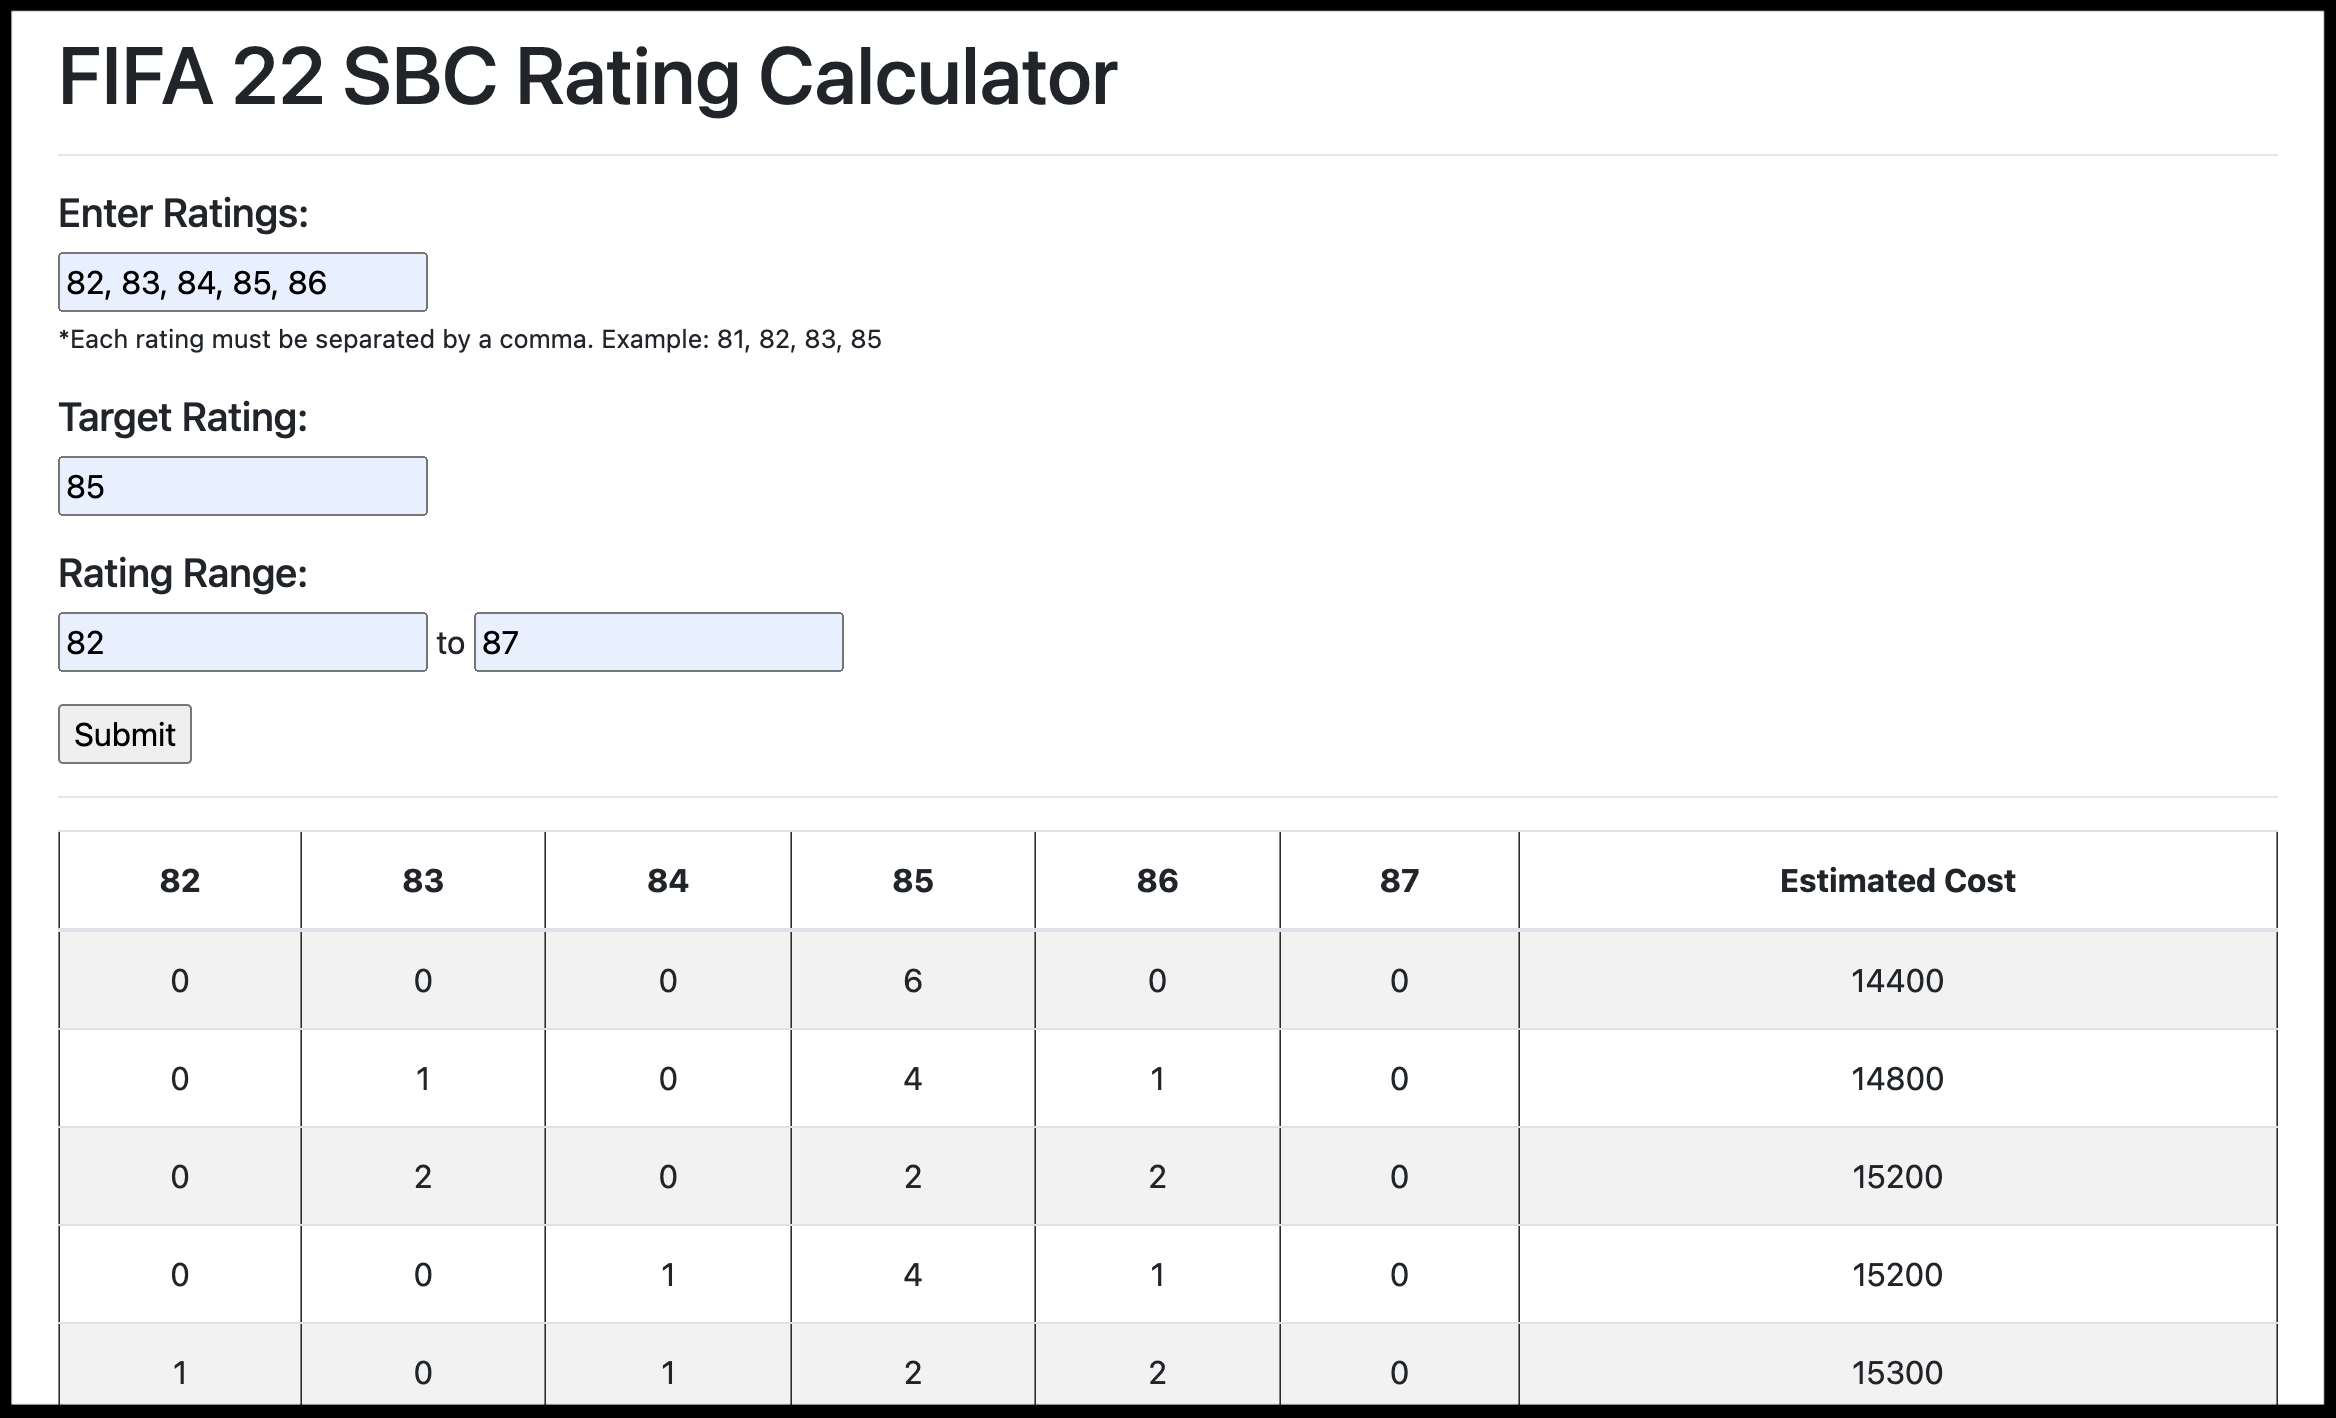 FIFA 22 SBC Rating Calculator
Enter Ratings:
82, 83, 84, 85, 86
*Each rating must be separated by a comma. Example: 81, 82, 83, 85
Target Rating:
85
Rating Range:
82 to 87
Submit
82 83 84 85 86 87 Estimated Cost
0 0 0 6 0 0 14400
0 1 0 4 1 0 14800
0 2 0 2 2 0 15200
0 0 1 4 1 0 15200
1 0 1 2 2 0 15300